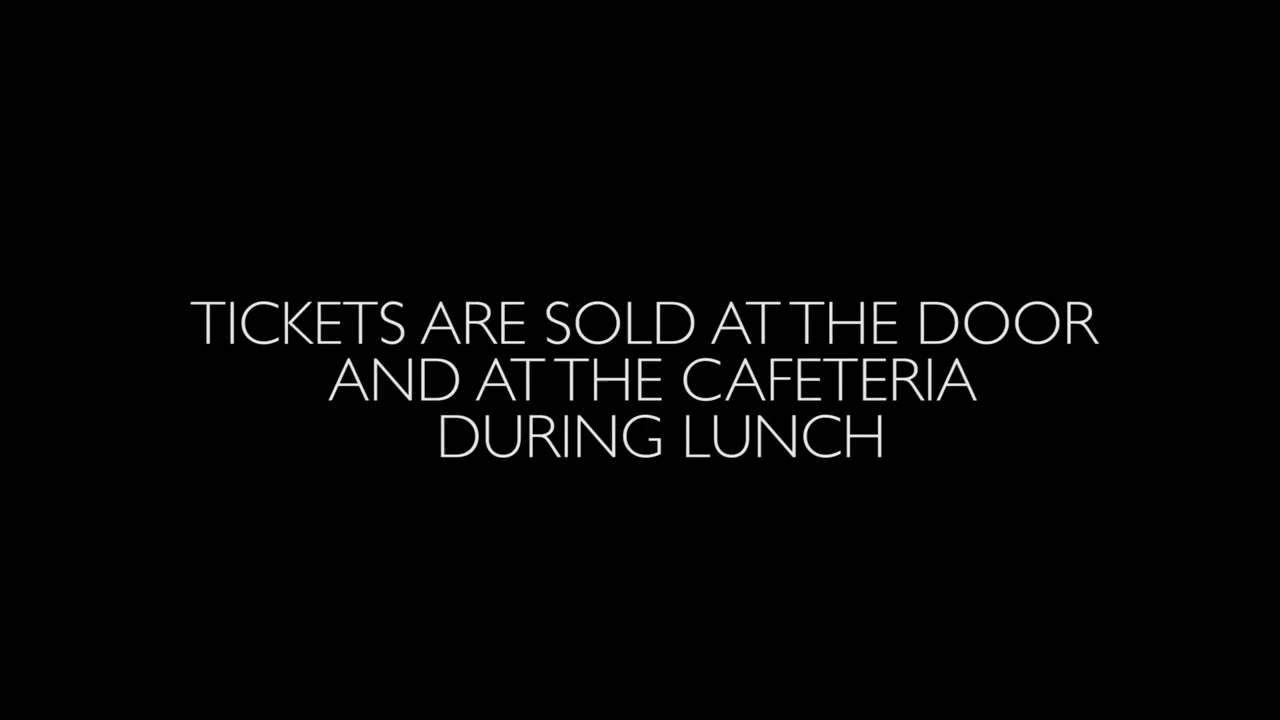 TICKETS ARE SOLD AT THE DOOR
AND AT THE CAFETERIA
DURING LUNCH